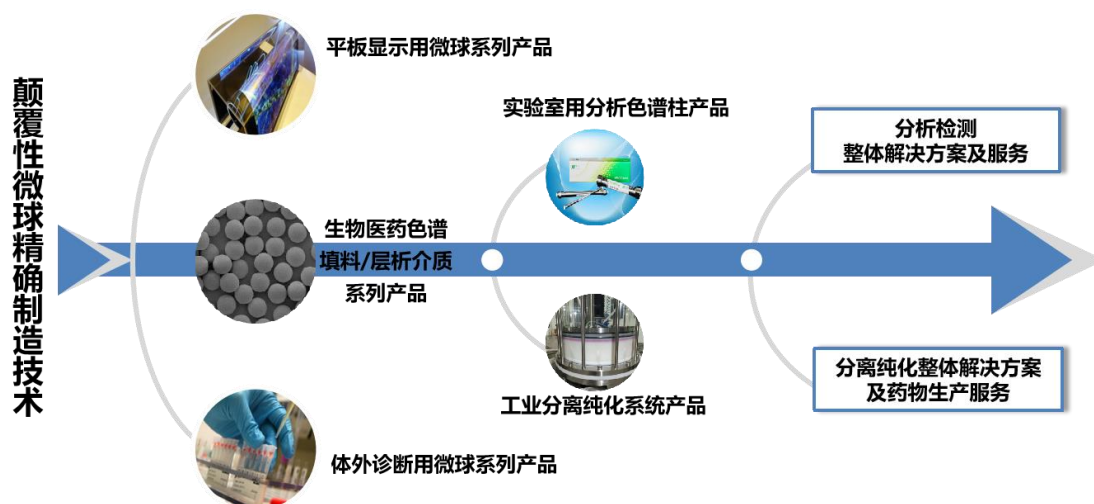 颠覆性微球精确制造技术
平板显示用微球系列产品
生物医药色谱
填料/层析介质
系列产品
体外诊断用微球系列产品
实验室用分析色谱柱产品
工业分离纯化系统产品
分析检测
整体解决方案及服务
分离纯化整体解决方案
及药物生产服务